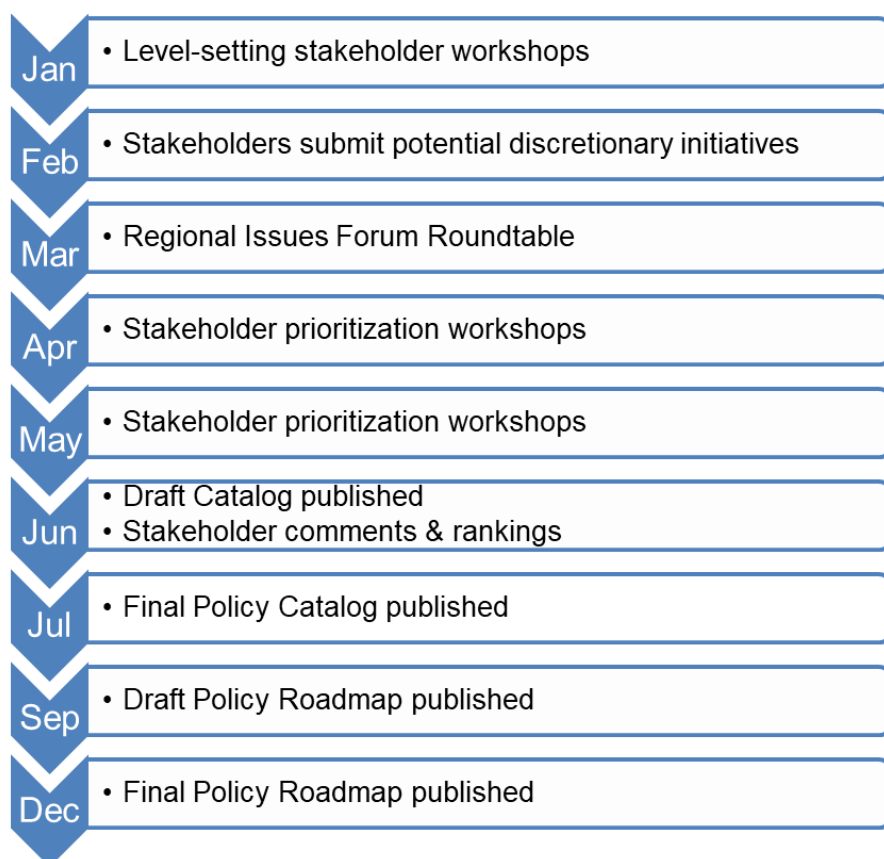 Jan
• Level-setting stakeholder workshops
Feb
• Stakeholders submit potential discretionary initiatives
Mar
• Regional Issues Forum Roundtable
Apr
• Stakeholder prioritization workshops
May
• Stakeholder prioritization workshops
Jun
• Draft Catalog published
• Stakeholder comments & rankings
Jul
• Final Policy Catalog published
Sep
• Draft Policy Roadmap published
Dec
• Final Policy Roadmap published